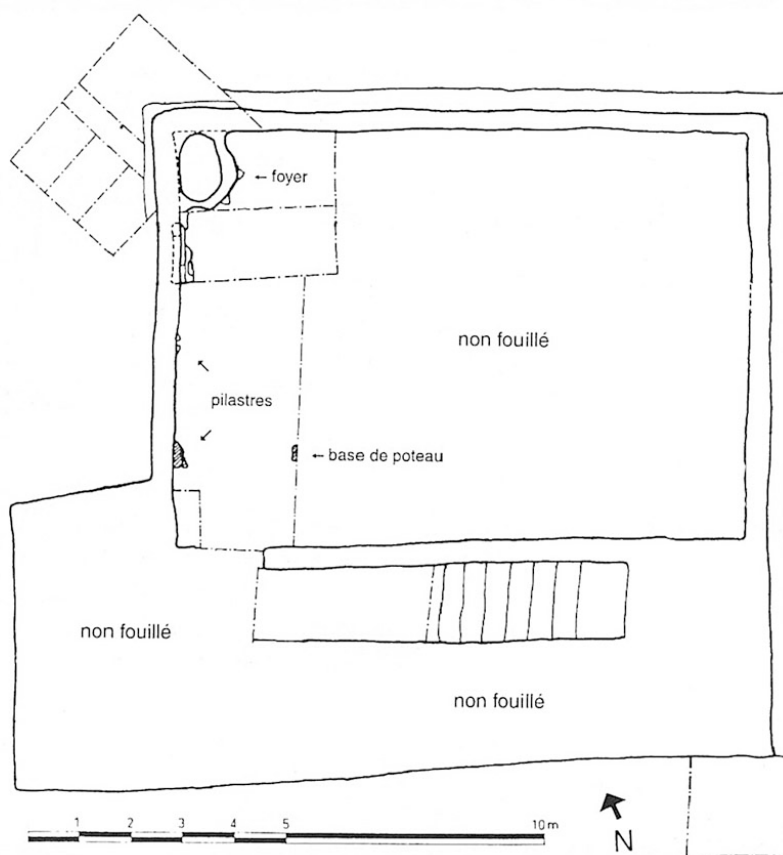 ← foyer
non fouillé
pilastres
← base de poteau
non fouillé
non fouillé
1 2 3 4 5 10 m
N